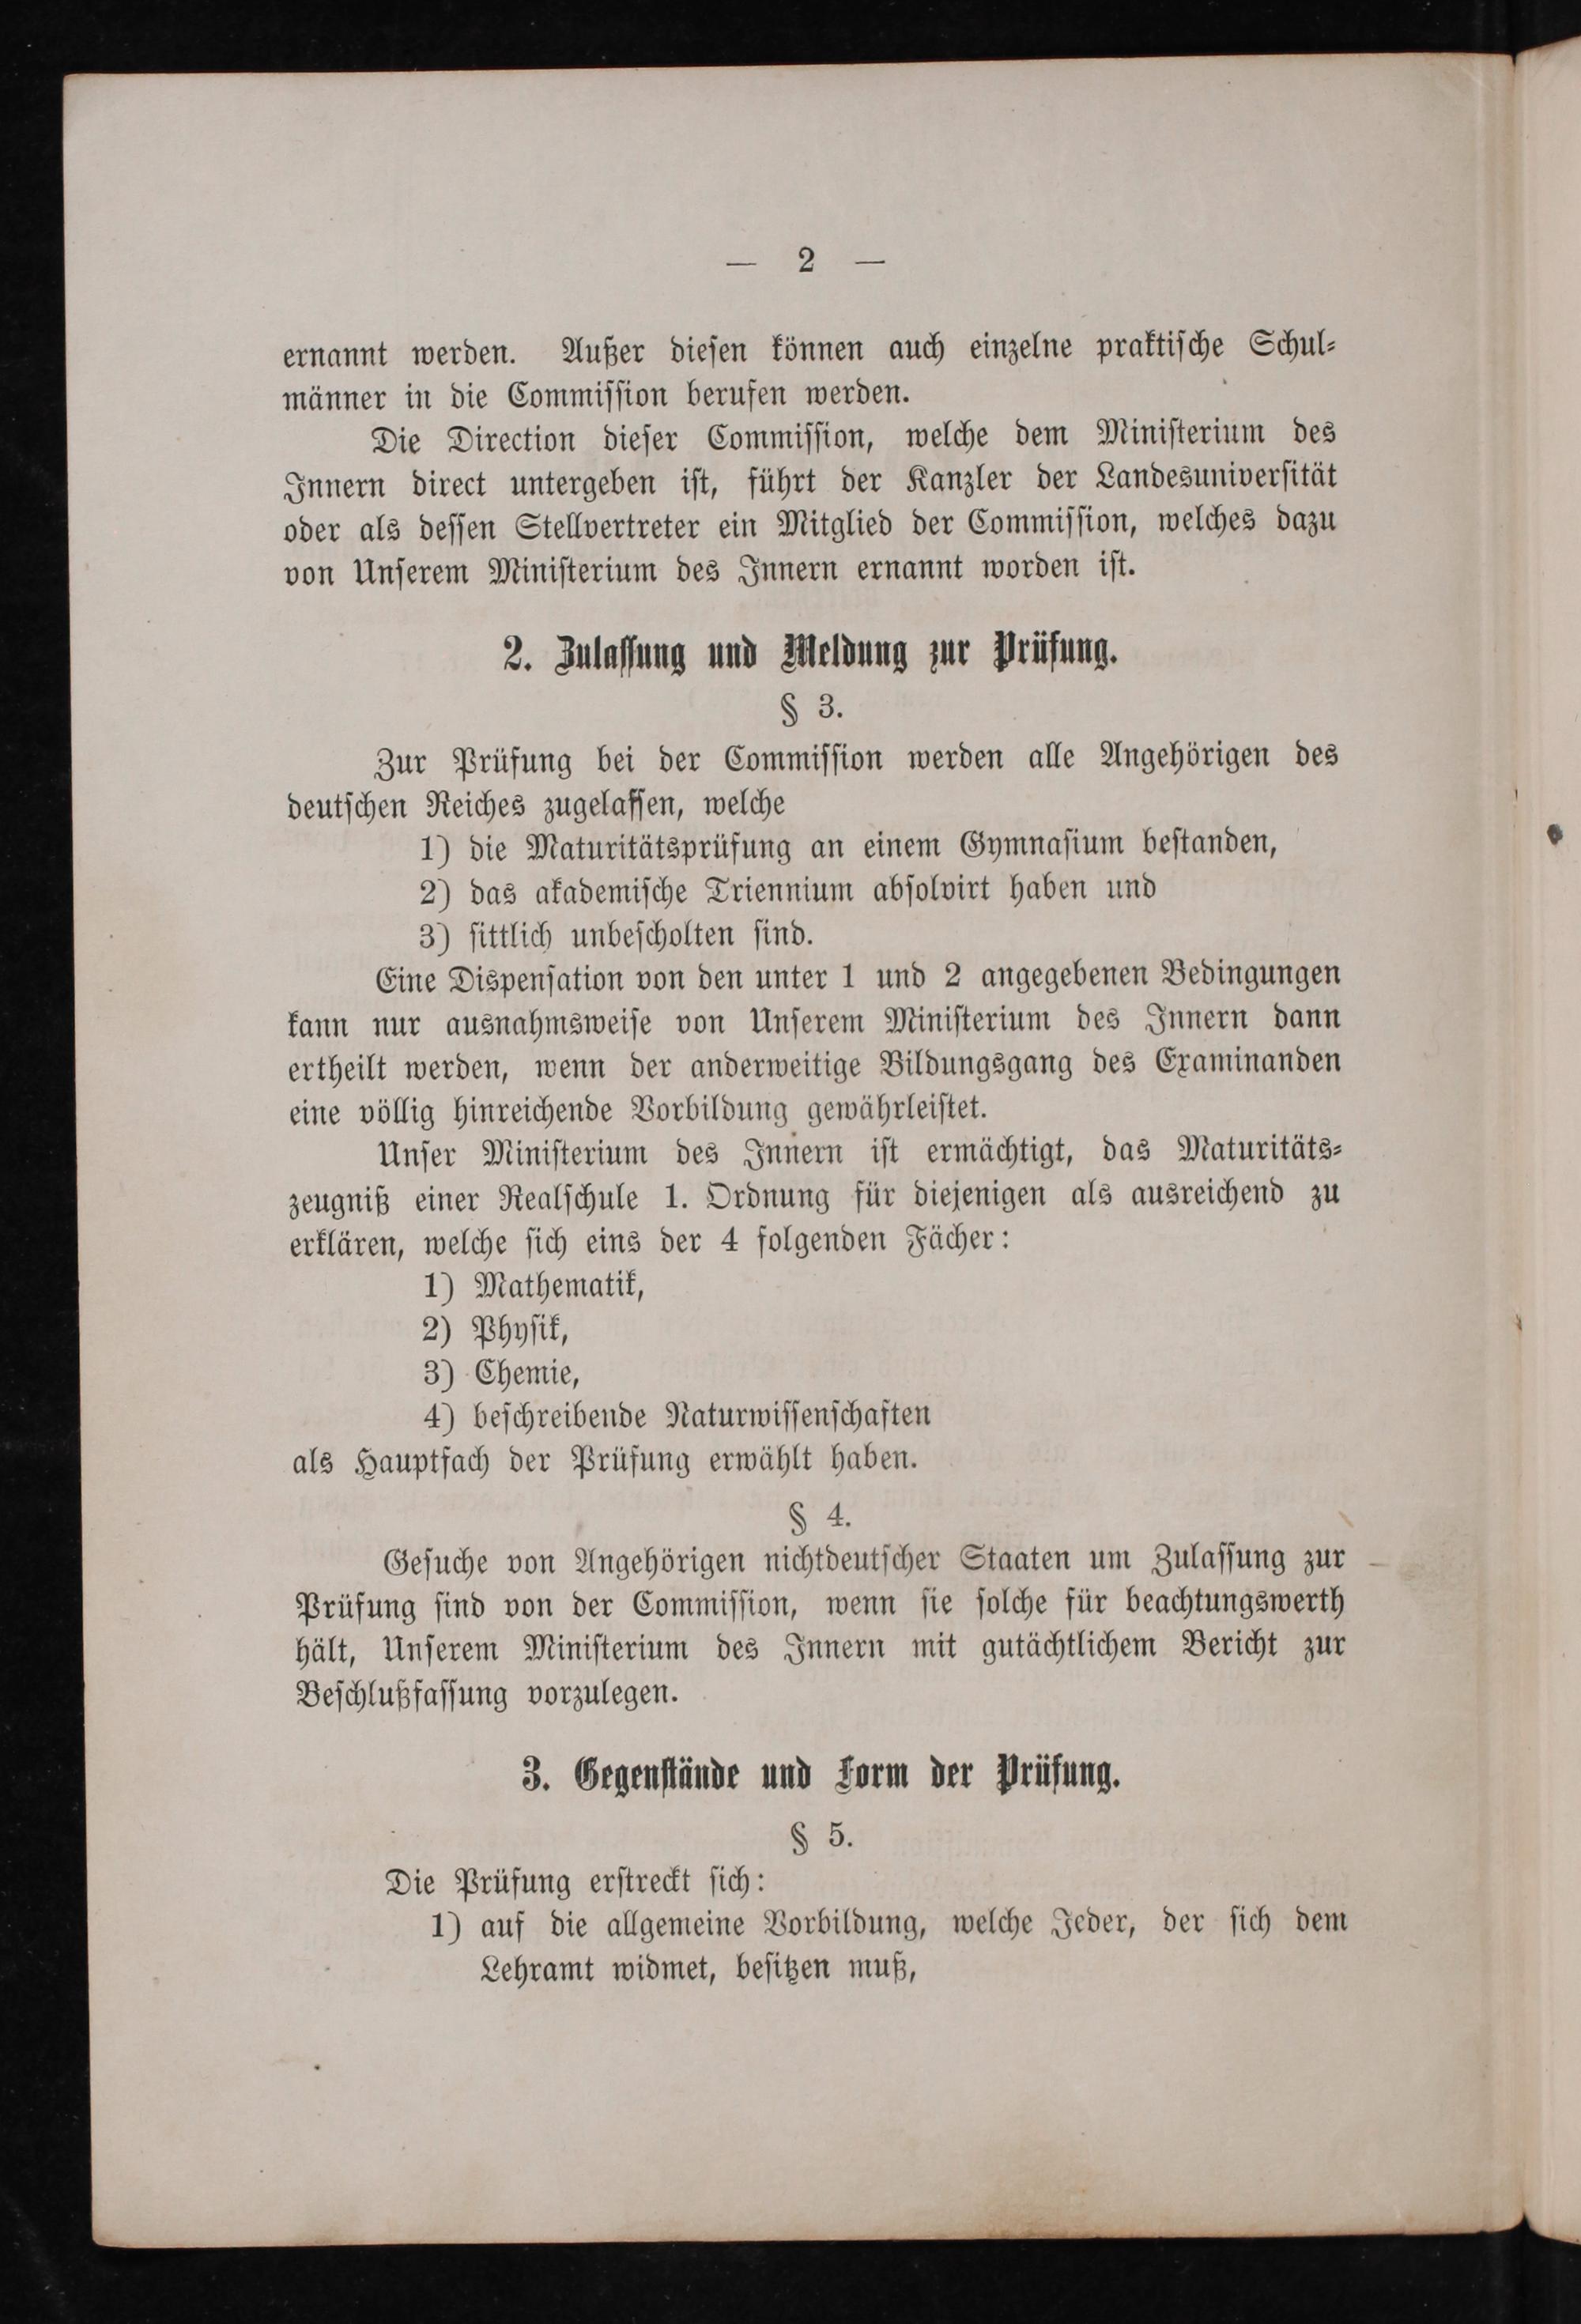 — 2 —
ernannt werden. Außer dieſen können auch einzelne praktiſche Schul⸗
männer in die Commiſſion berufen werden.
Die Direction dieſer Commiſſion, welche dem Miniſterium des
Innern direct untergeben iſt, führt der Kanzler der Landesuniverſität
oder als deſſen Stellvertreter ein Mitglied der Commiſſion, welches dazu
von Unſerem Miniſterium des Innern ernannt worden iſt.
2. Zulaſſung und Meldung zur Prüfung.
§ 3.
Zur Prüfung bei der Commiſſion werden alle Angehörigen des
deutſchen Reiches zugelaſſen, welche
1) die Maturitätsprüfung an einem Gymnaſium beſtanden,
2) das akademiſche Triennium abſolvirt haben und
3) ſittlich unbeſcholten ſind.
Eine Dispenſation von den unter 1 und 2 angegebenen Bedingungen
kann nur ausnahmsweiſe von Unſerem Miniſterium des Innern dann
ertheilt werden, wenn der anderweitige Bildungsgang des Examinanden
eine völlig hinreichende Vorbildung gewährleiſtet.
Unſer Miniſterium des Innern iſt ermächtigt, das Maturitäts⸗
zeugniß einer Realſchule 1. Ordnung für diejenigen als ausreichend zu
erklären, welche ſich eins der 4 folgenden Fächer:
1) Mathematik,
2) Phyſik,
3) Chemie,
4) beſchreibende Naturwiſſenſchaften
als Hauptfach der Prüfung erwählt haben.
§ 4.
Geſuche von Angehörigen nichtdeutſcher Staaten um Zulaſſung zur
Prüfung ſind von der Commiſſion, wenn ſie ſolche für beachtungswerth
hält, Unſerem Miniſterium des Innern mit gutächtlichem Bericht zur
Beſchlußfaſſung vorzulegen.
3. Gegenſtände und Form der Prüfung.
§ 5.
Die Prüfung erſtreckt ſich:
1) auf die allgemeine Vorbildung, welche Jeder, der ſich dem
Lehramt widmet, beſitzen muß,